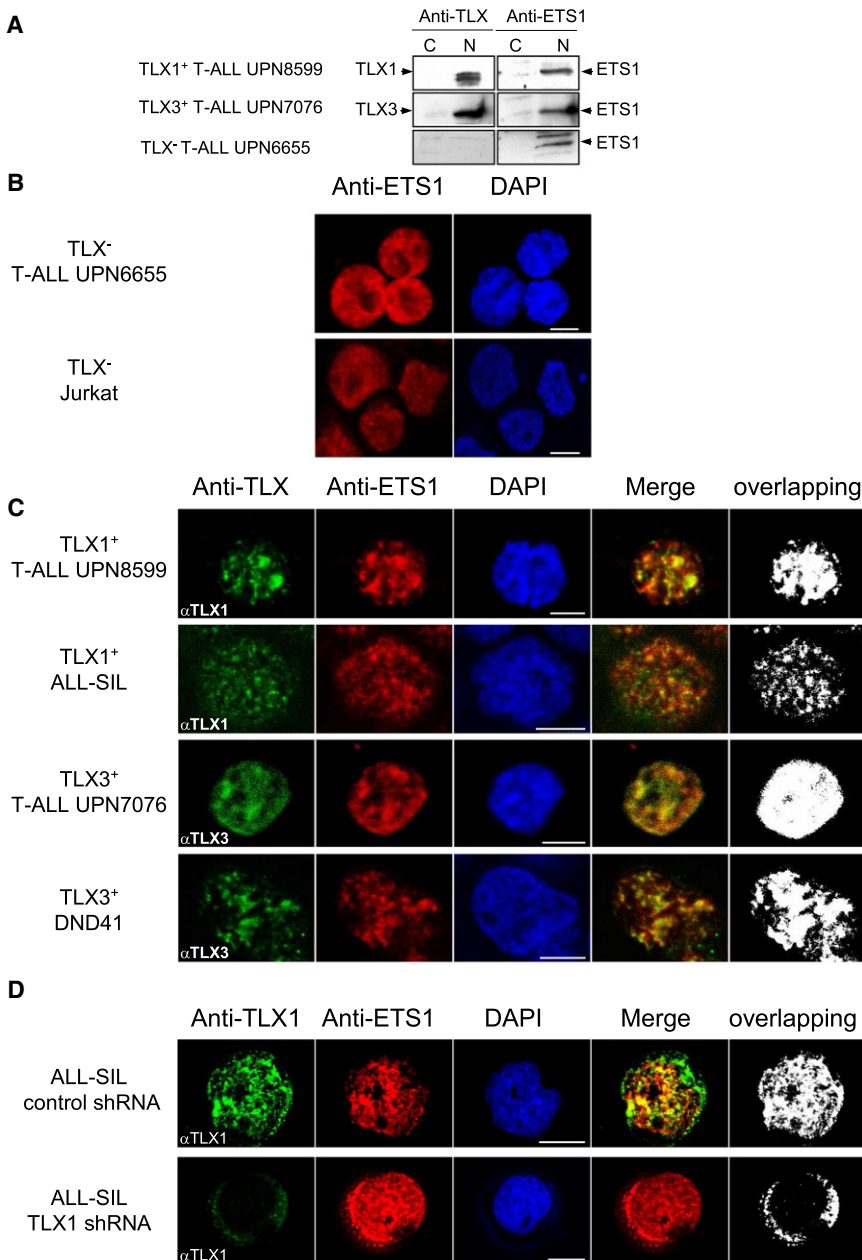 A
Anti-TLX Anti-ETS1
C N C N
TLX1⁺ T-ALL UPN8599 TLX1 ETS1
TLX3⁺ T-ALL UPN7076 TLX3 ETS1
TLX⁻ T-ALL UPN6655 ETS1
B
Anti-ETS1 DAPI
TLX⁻
T-ALL UPN6655
TLX⁻
Jurkat
C
Anti-TLX Anti-ETS1 DAPI Merge overlapping
TLX1⁺
T-ALL UPN8599
αTLX1
TLX1⁺
ALL-SIL
αTLX1
TLX3⁺
T-ALL UPN7076
αTLX3
TLX3⁺
DND41
αTLX3
D
Anti-TLX1 Anti-ETS1 DAPI Merge overlapping
ALL-SIL
control shRNA
αTLX1
ALL-SIL
TLX1 shRNA
αTLX1